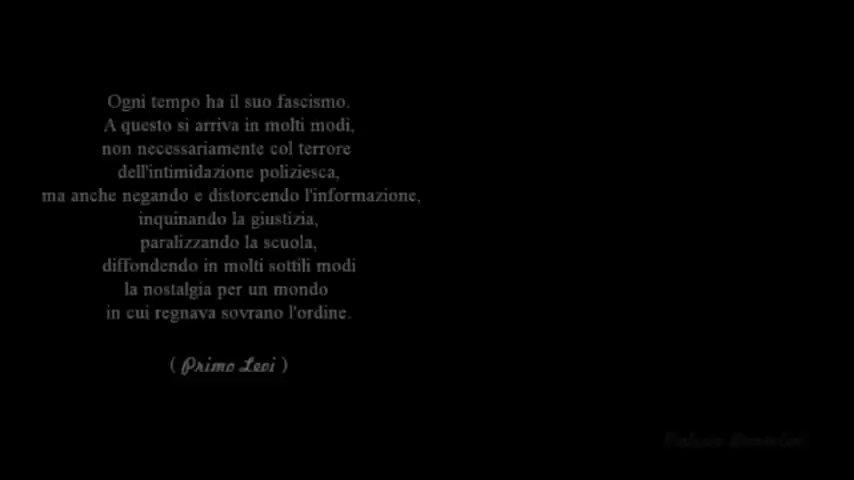 Ogni tempo ha il suo fascismo.
A questo si arriva in molti modi,
non necessariamente col terrore
dell'intimidazione poliziesca,
ma anche negando e distorcendo l'informazione,
inquinando la giustizia,
paralizzando la scuola,
diffondendo in molti sottili modi
la nostalgia per un mondo
in cui regnava sovrano l'ordine.
( Primo Levi )